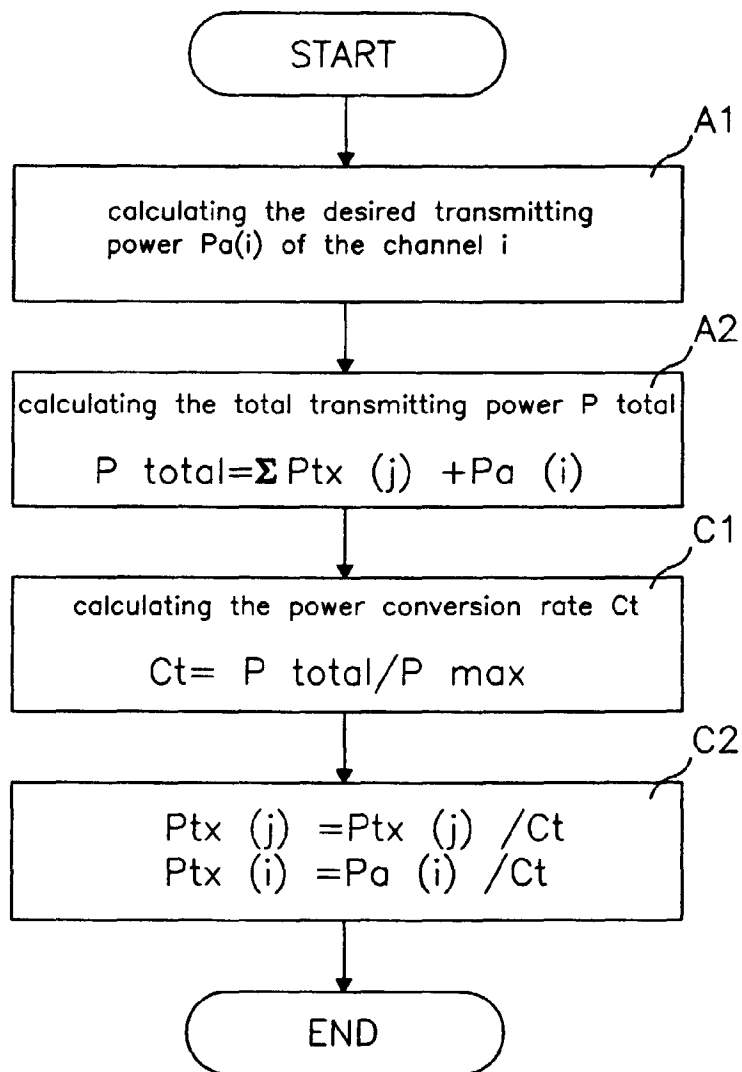 START
A1
calculating the desired transmitting
power Pa(i) of the channel i
A2
calculating the total transmitting power P total
P total=Σ Ptx (j) +Pa (i)
C1
calculating the power conversion rate Ct
Ct= P total/P max
C2
Ptx (j) =Ptx (j) /Ct
Ptx (i) =Pa (i) /Ct
END